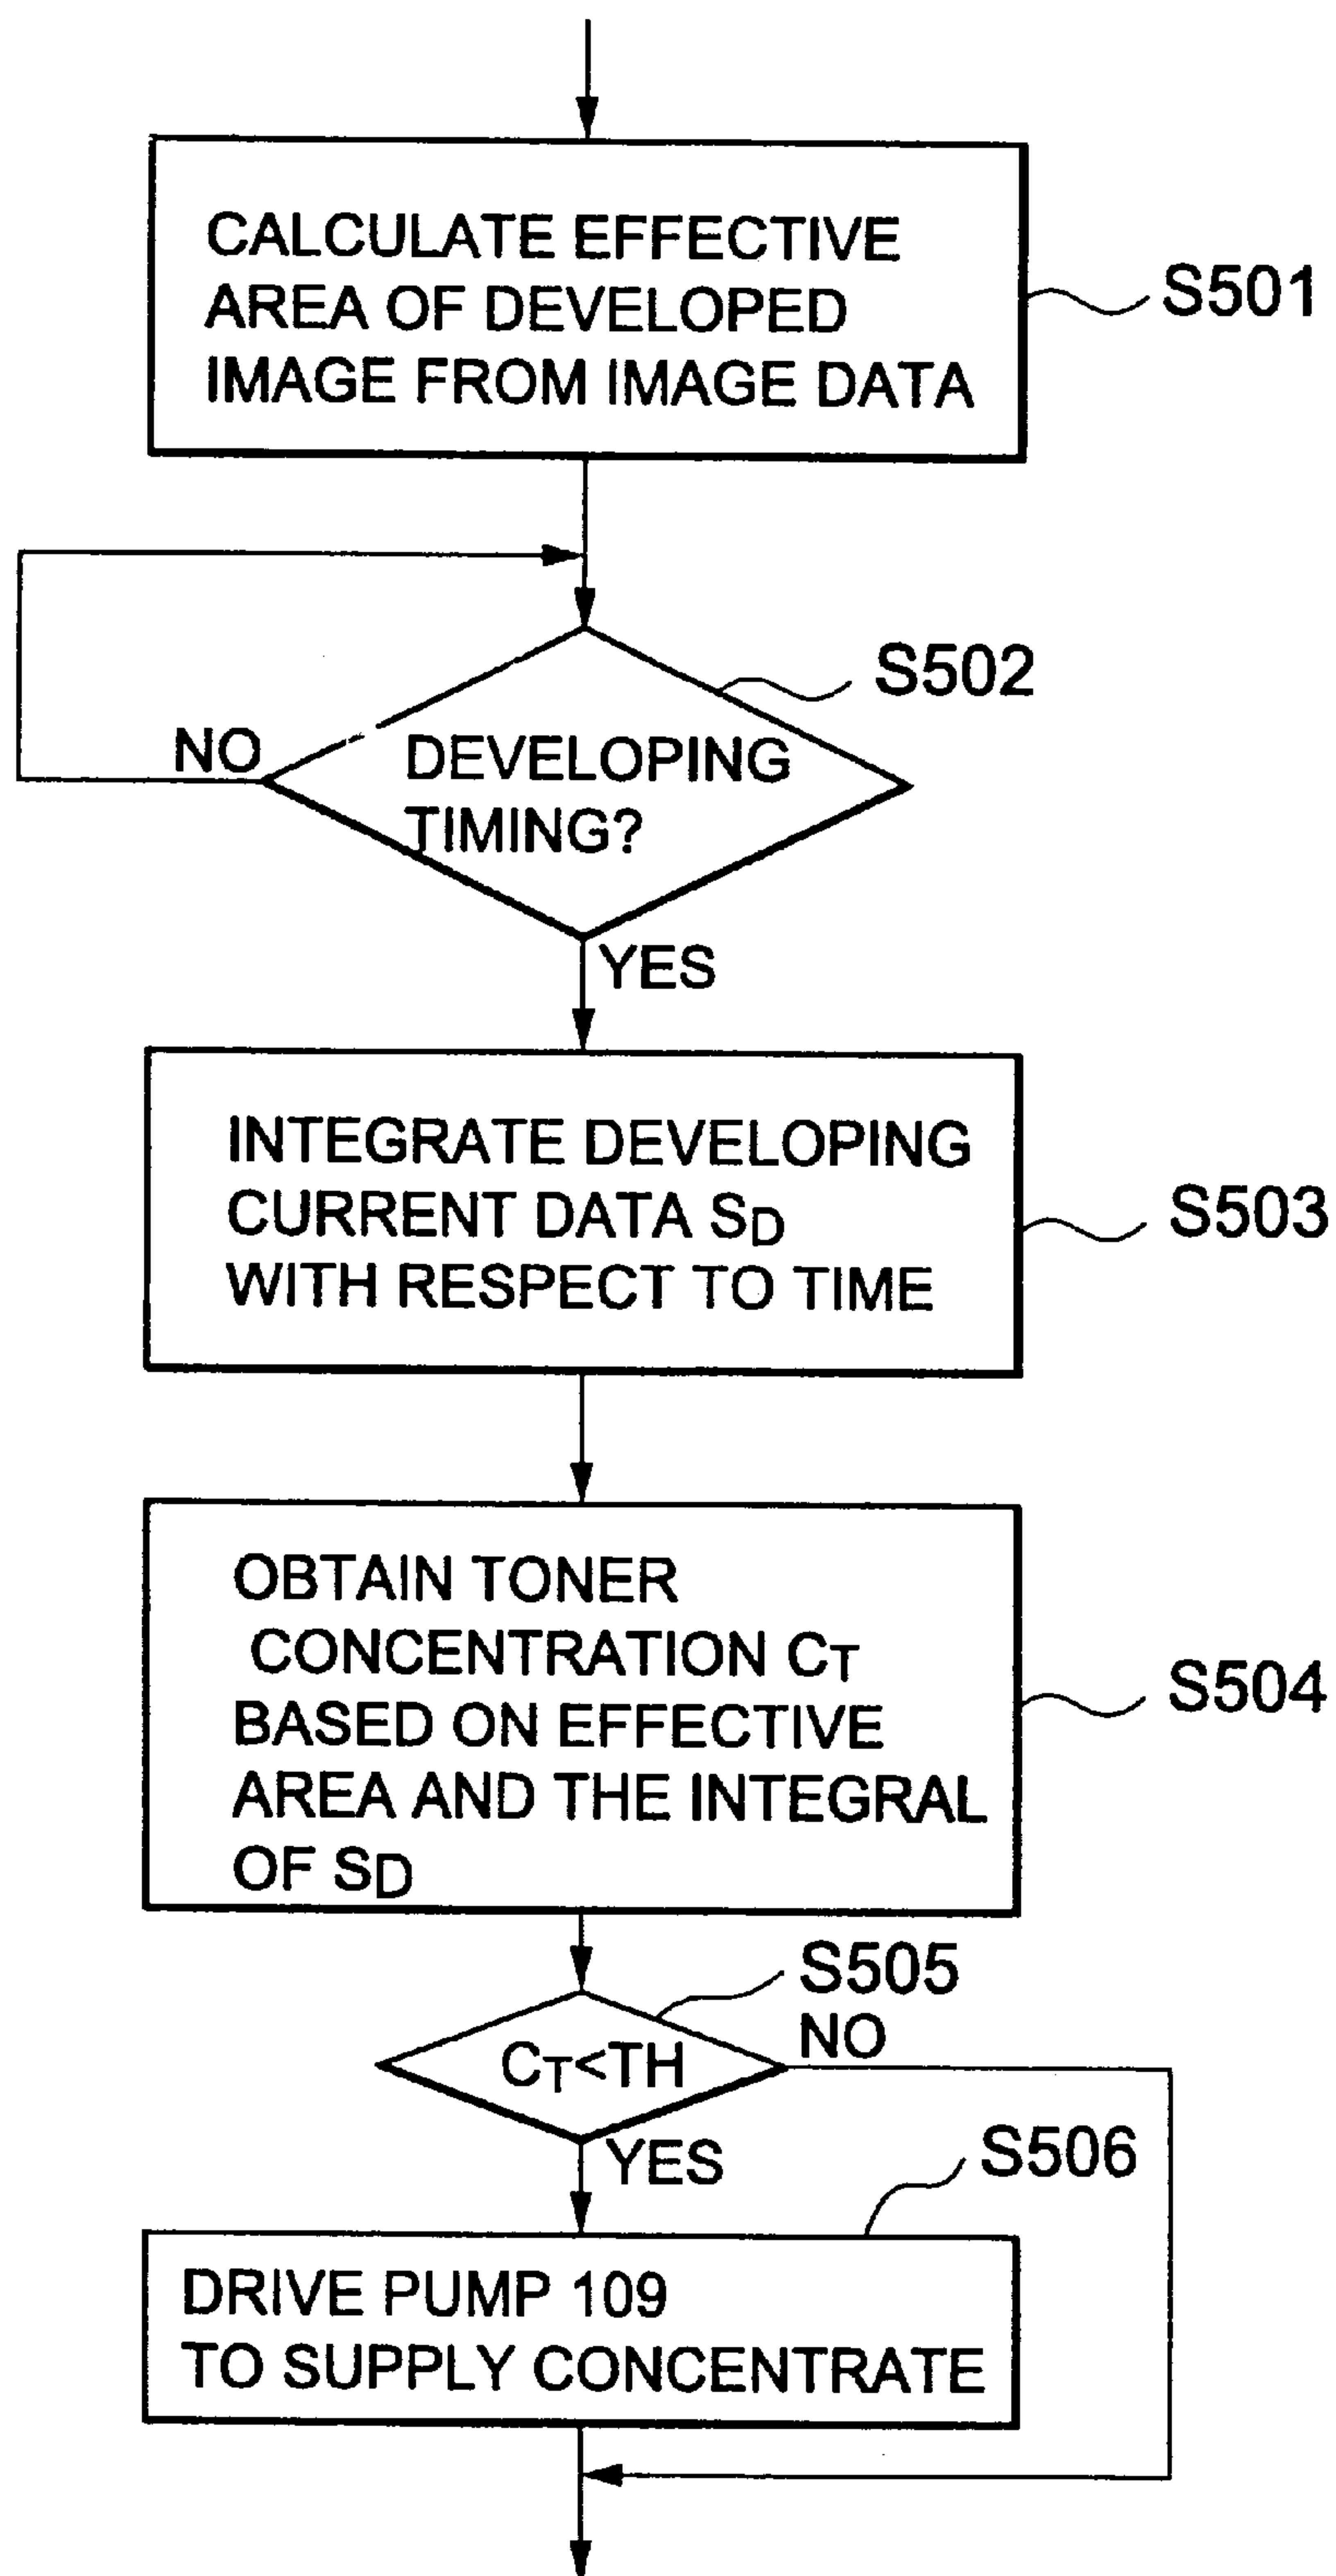 CALCULATE EFFECTIVE
AREA OF DEVELOPED
IMAGE FROM IMAGE DATA
S501
S502
NO
DEVELOPING
TIMING?
YES
INTEGRATE DEVELOPING
CURRENT DATA SD
WITH RESPECT TO TIME
S503
OBTAIN TONER
CONCENTRATION CT
BASED ON EFFECTIVE
AREA AND THE INTEGRAL
OF SD
S504
S505
NO
CT<TH
YES
S506
DRIVE PUMP 109
TO SUPPLY CONCENTRATE